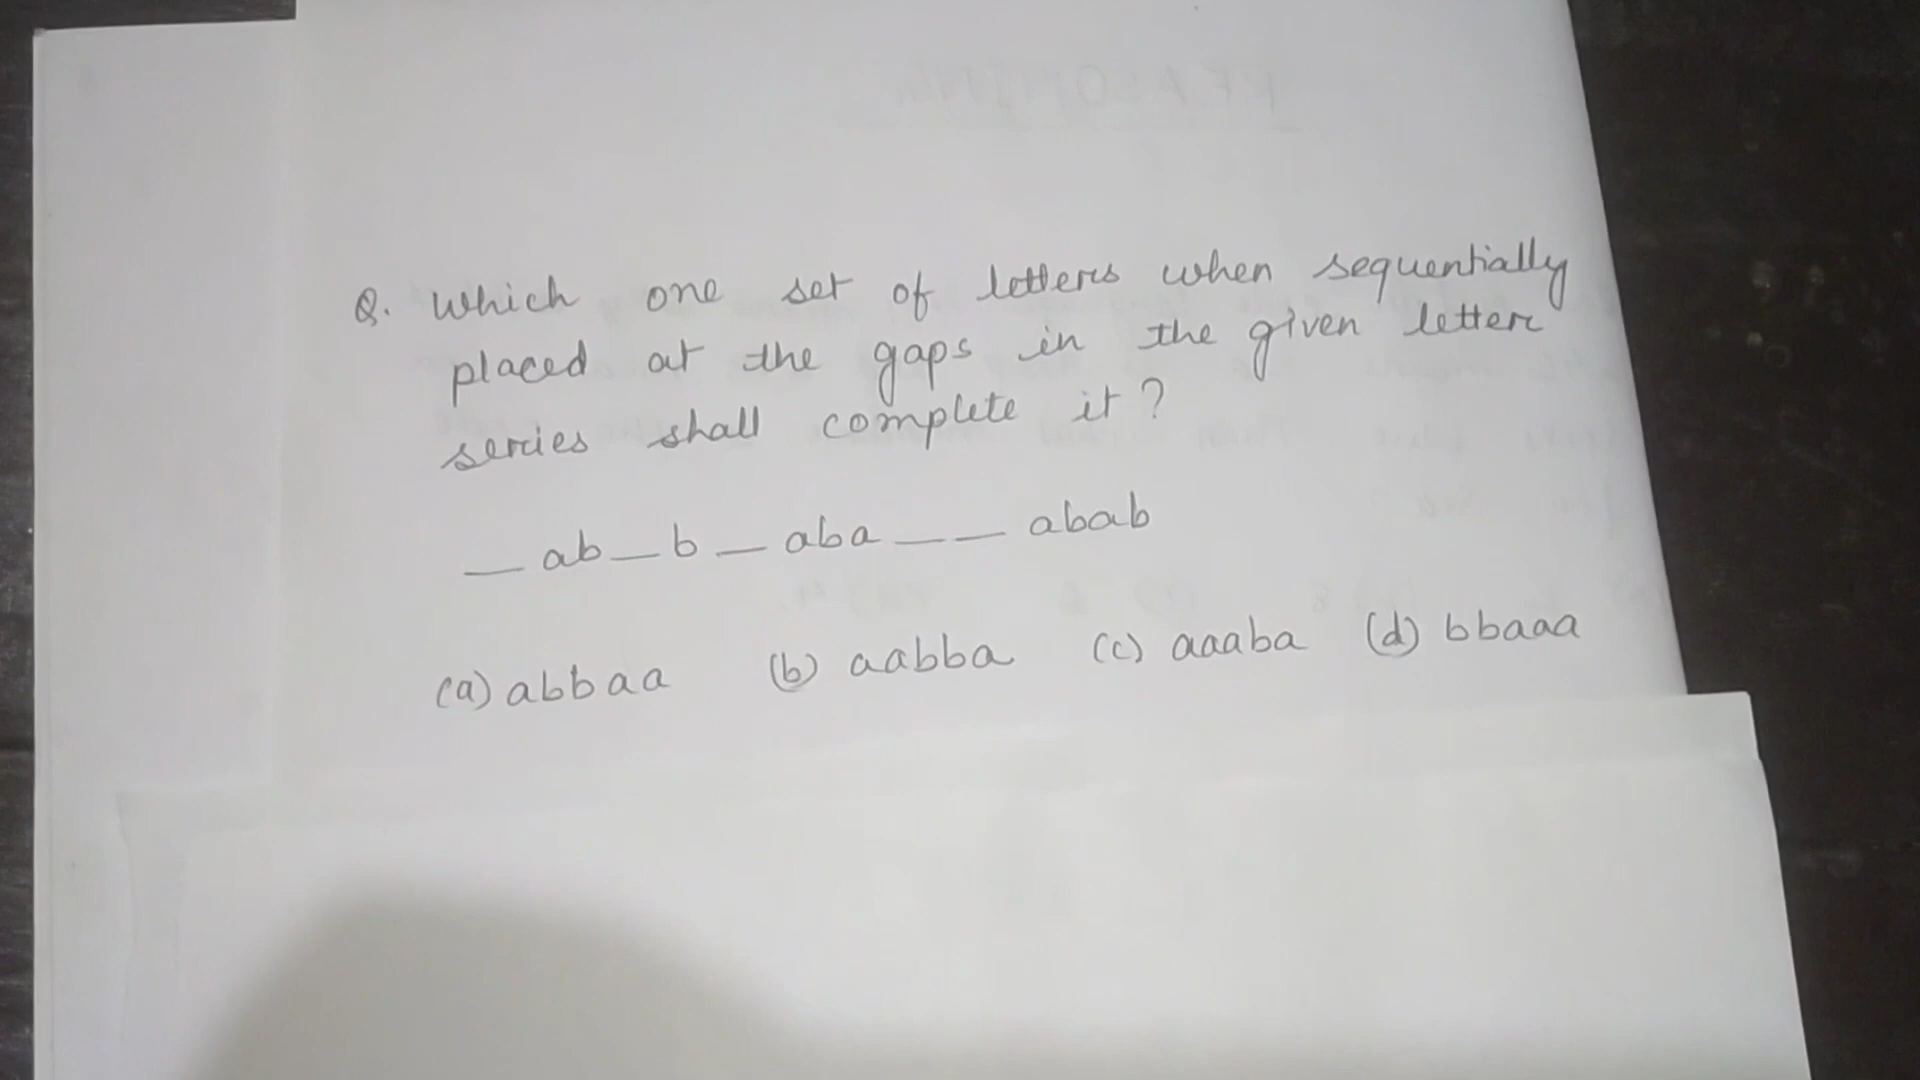 Q. Which one set of letters when sequentially
placed at the gaps in the given letter
series shall complete it?
_ ab _ b _ aba _ _ abab
(a) abbaa (b) aabba (c) aaaba (d) bbaaa